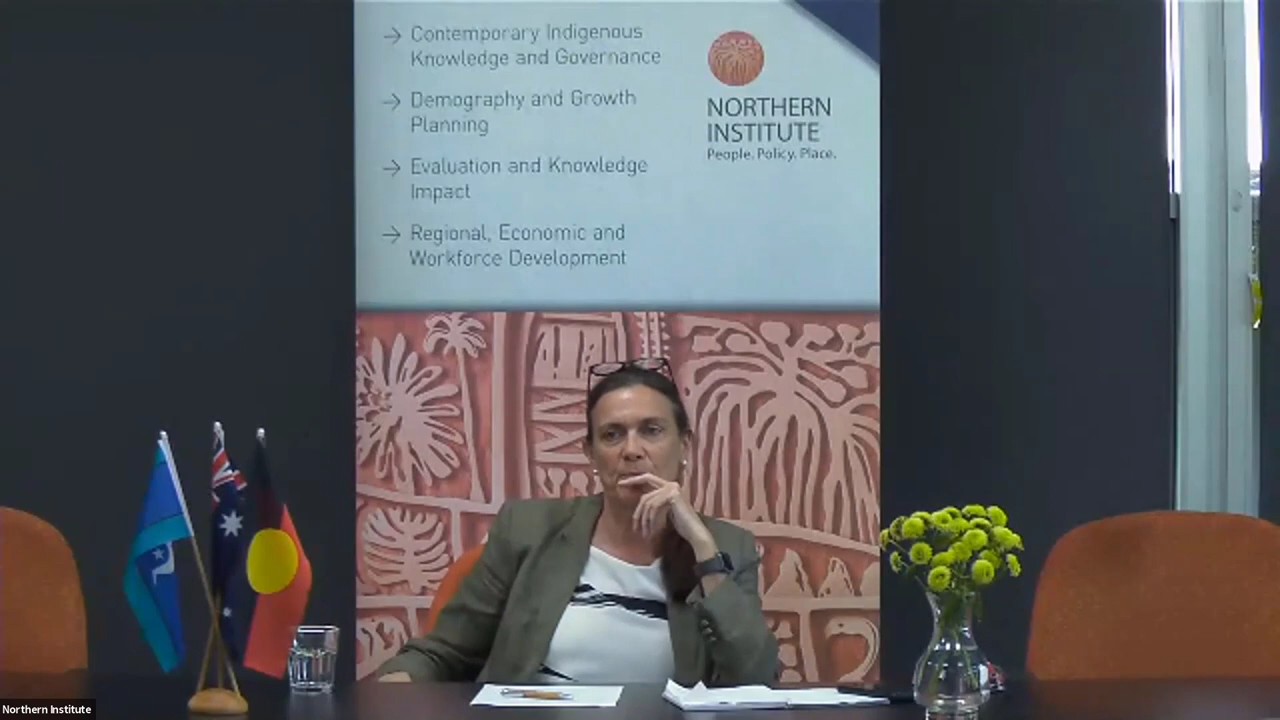 → Contemporary Indigenous
Knowledge and Governance
→ Demography and Growth
Planning
→ Evaluation and Knowledge
Impact
→ Regional, Economic and
Workforce Development
NORTHERN
INSTITUTE
People. Policy. Place.
Northern Institute